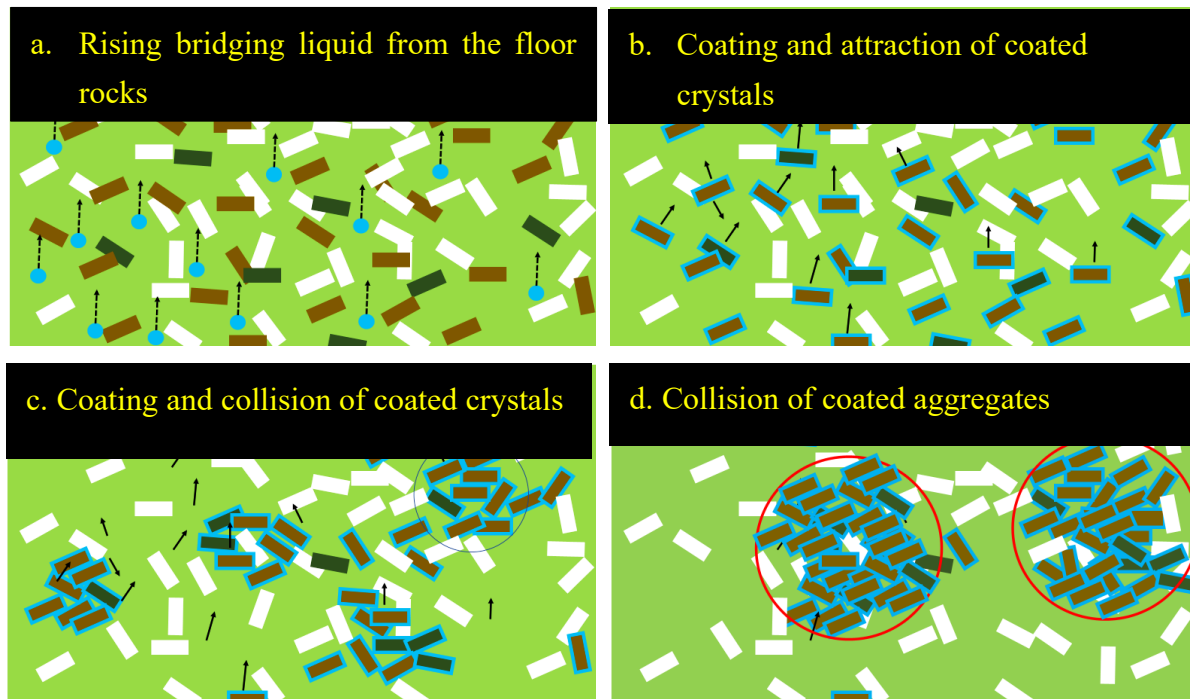 a. Rising bridging liquid from the floor
rocks
b. Coating and attraction of coated
crystals
c. Coating and collision of coated crystals
d. Collision of coated aggregates